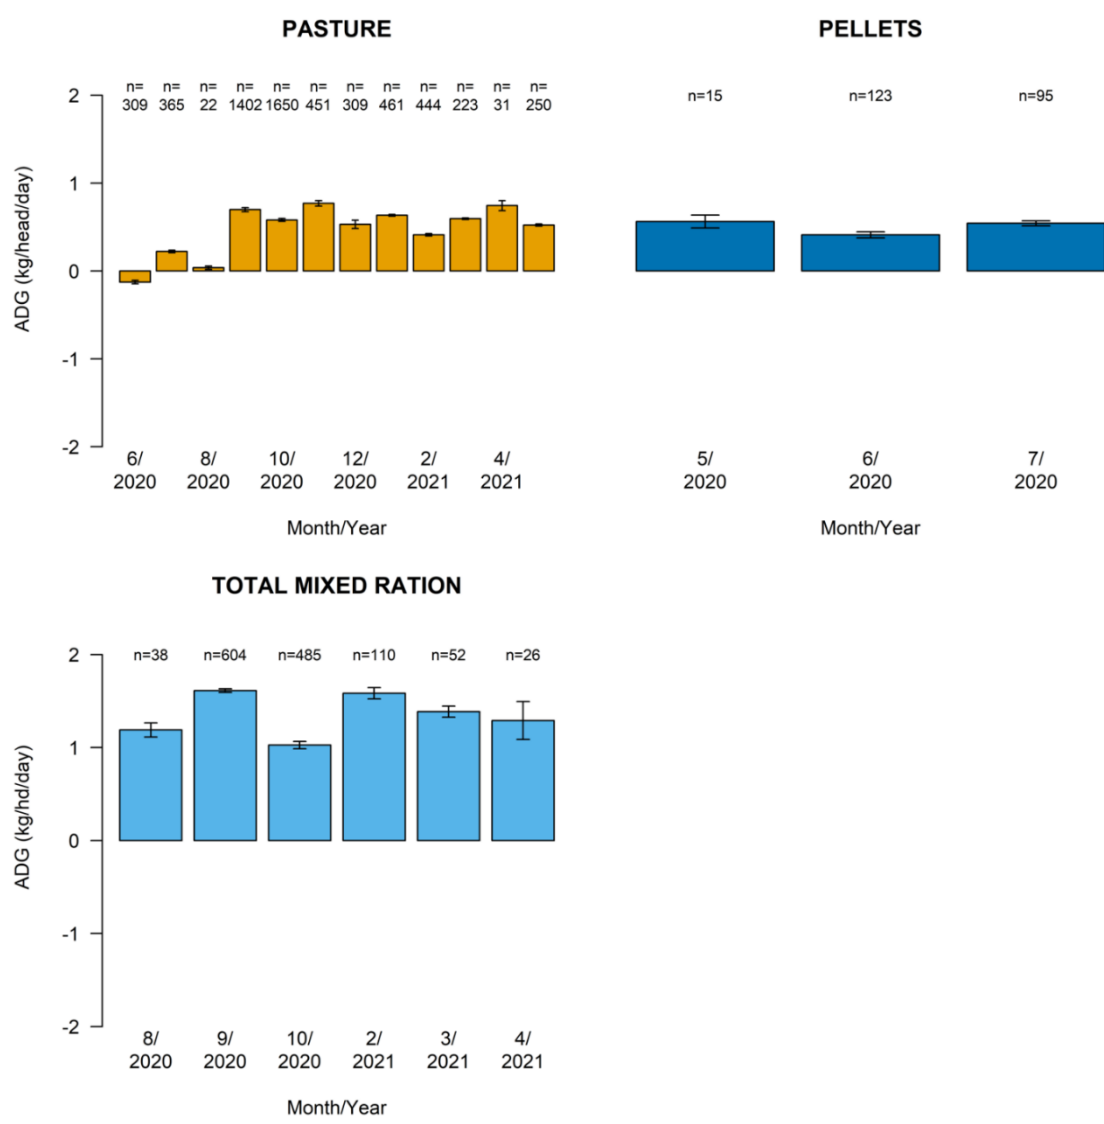 PASTURE
n= n= n= n= n= n= n= n= n= n= n= n=
309 365 22 1402 1650 451 309 461 444 223 31 250
2
1
0
-1
-2
ADG (kg/head/day)
6/ 8/ 10/ 12/ 2/ 4/
2020 2020 2020 2020 2021 2021
Month/Year
PELLETS
n=15 n=123 n=95
5/ 6/ 7/
2020 2020 2020
Month/Year
TOTAL MIXED RATION
n=38 n=604 n=485 n=110 n=52 n=26
2
1
0
-1
-2
ADG (kg/hd/day)
8/ 9/ 10/ 2/ 3/ 4/
2020 2020 2020 2021 2021 2021
Month/Year